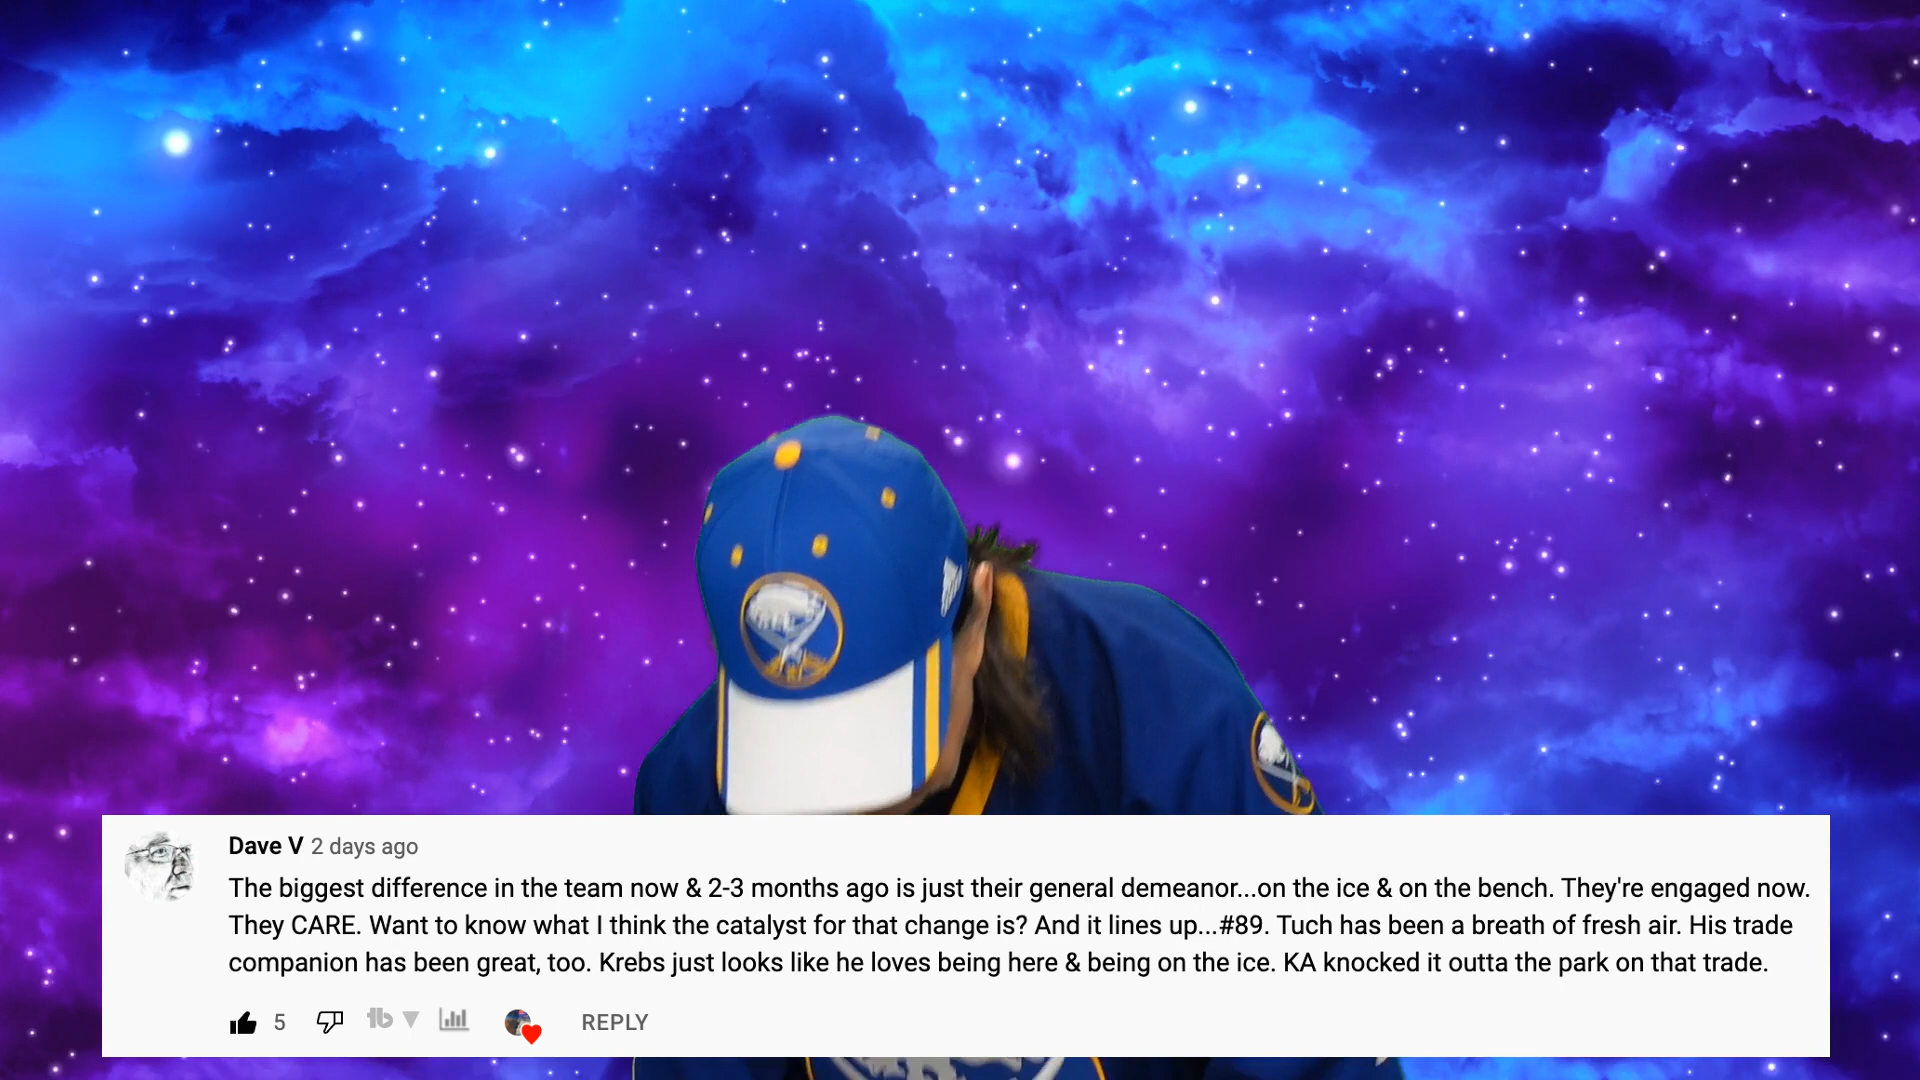 Dave V 2 days ago
The biggest difference in the team now & 2-3 months ago is just their general demeanor...on the ice & on the bench. They're engaged now.
They CARE. Want to know what I think the catalyst for that change is? And it lines up...#89. Tuch has been a breath of fresh air. His trade
companion has been great, too. Krebs just looks like he loves being here & being on the ice. KA knocked it outta the park on that trade.
5 tb REPLY